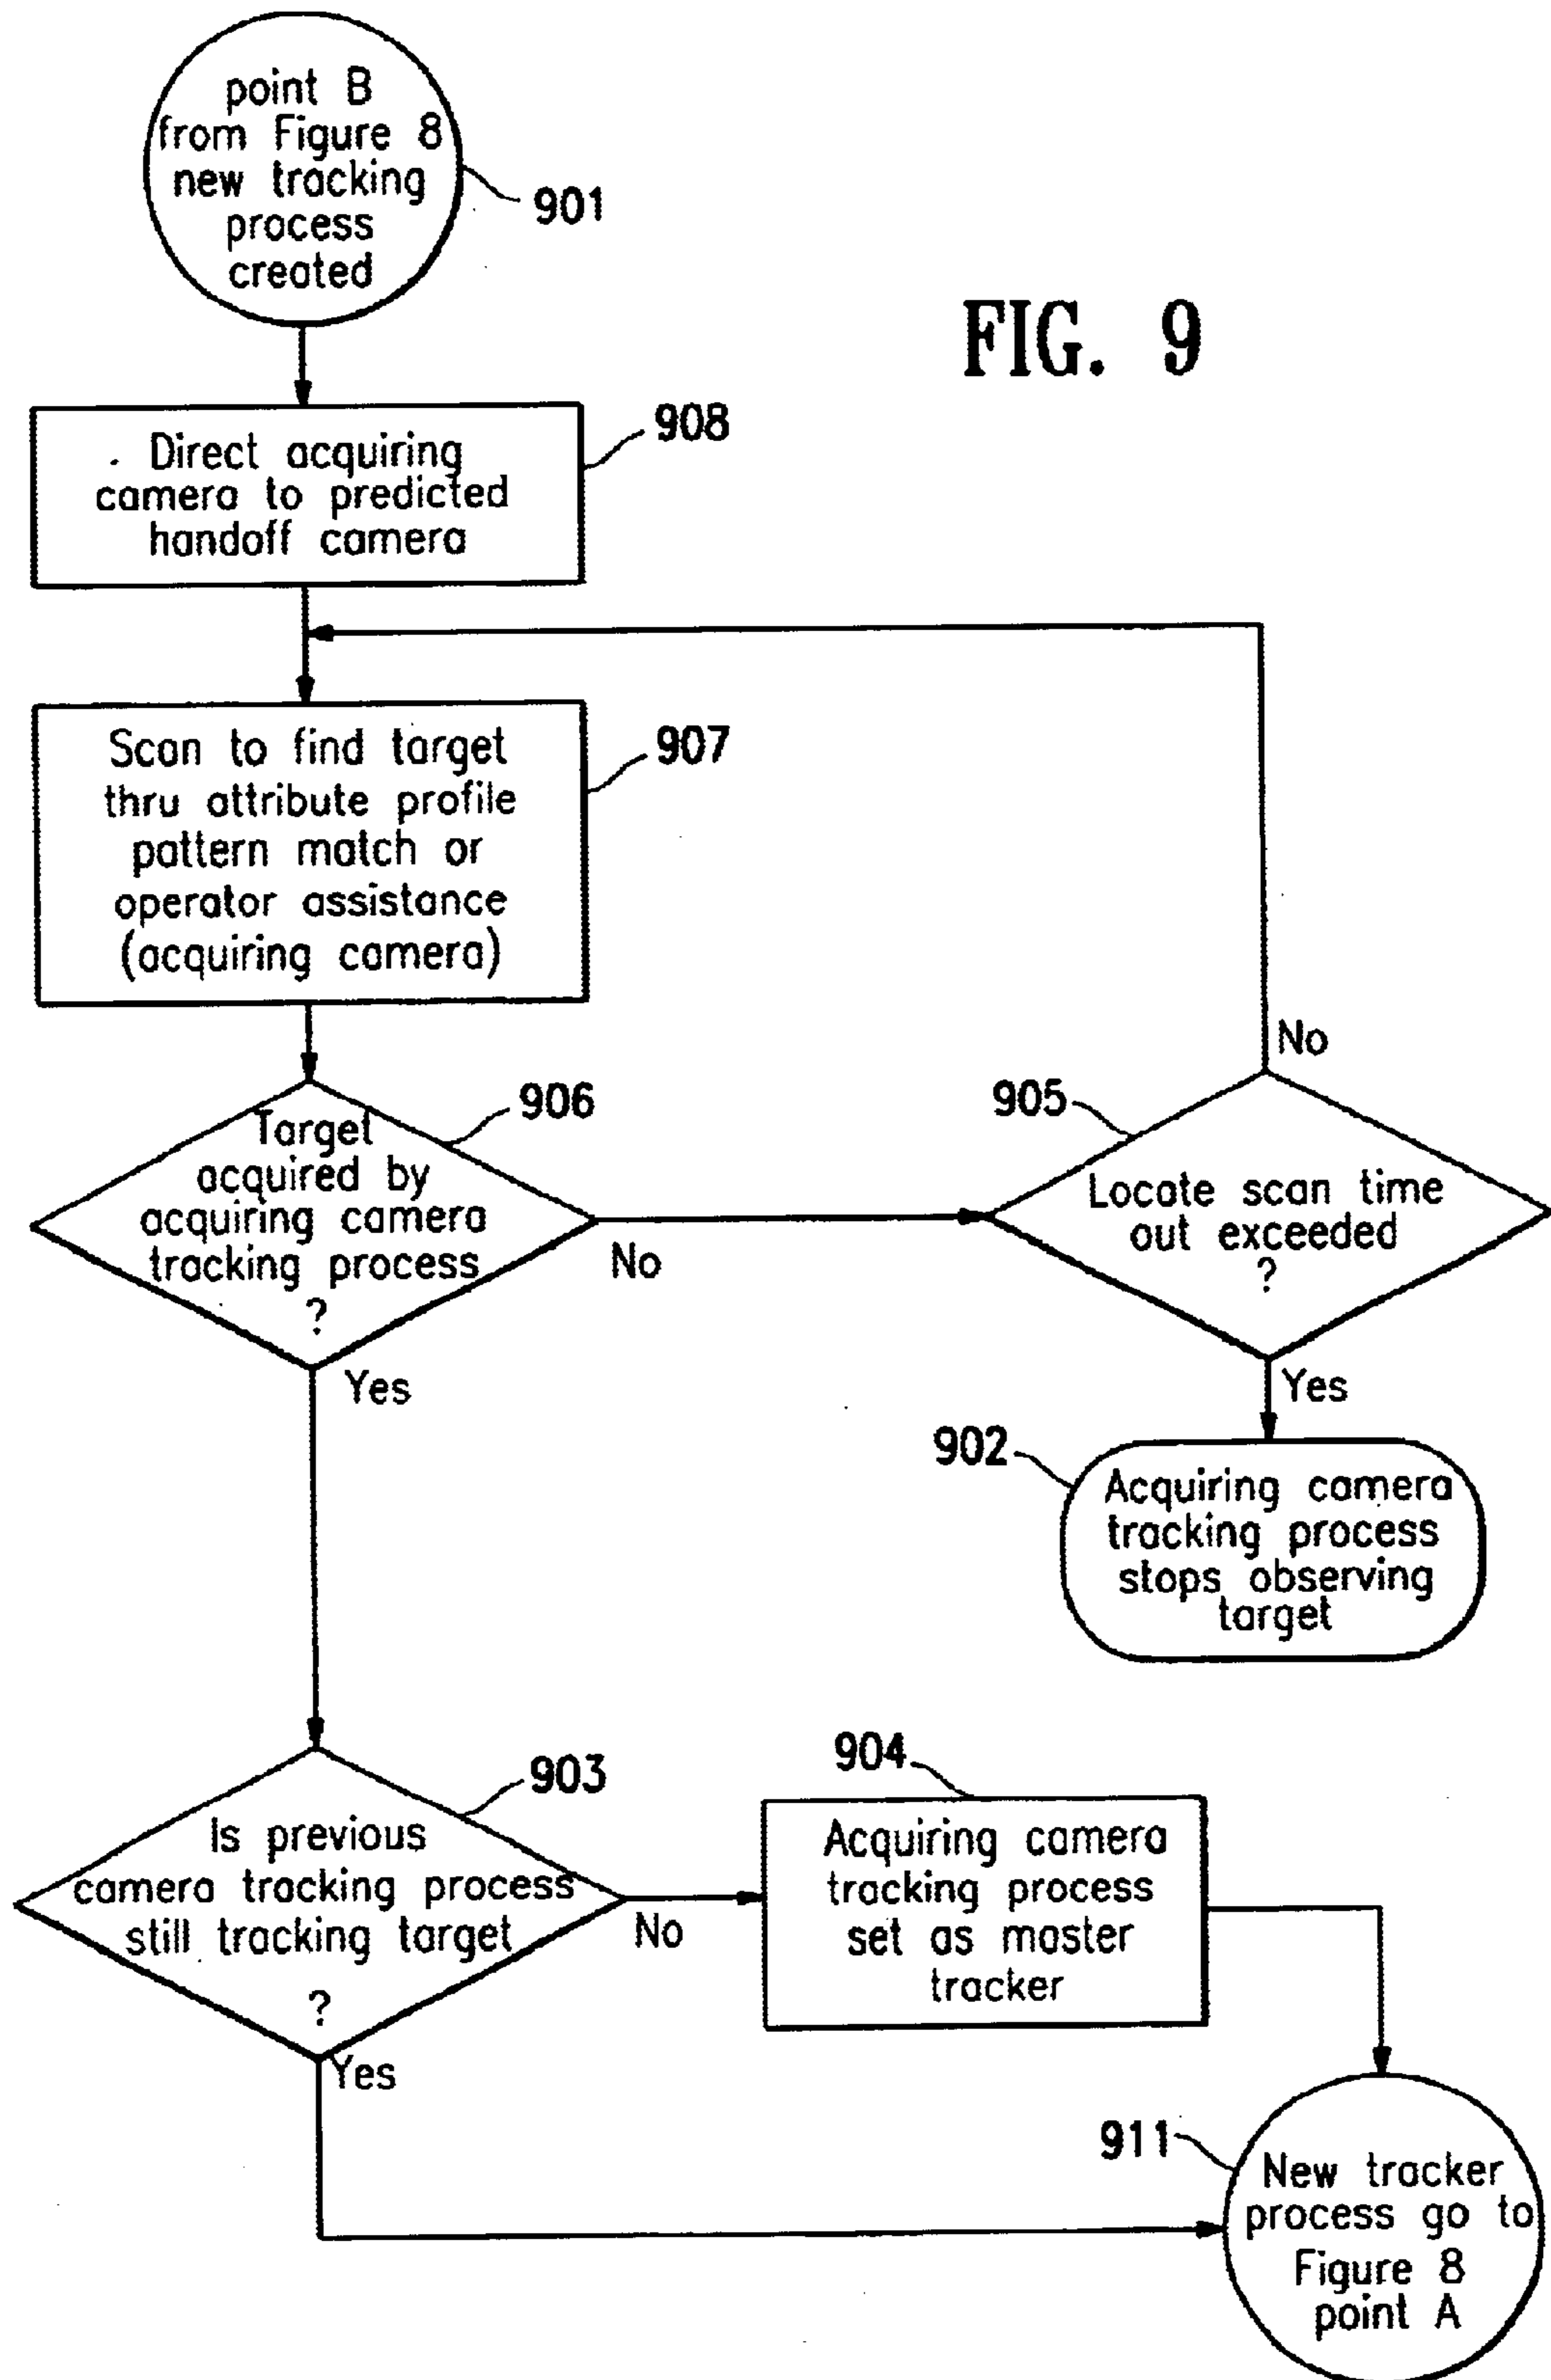 point B
from Figure 8
new tracking
process
created
901
FIG. 9
908
Direct acquiring
camera to predicted
handoff camera
907
Scan to find target
thru attribute profile
pattern match or
operator assistance
(acquiring camera)
906
Target
acquired by
acquiring camera
tracking process
?
No
Yes
905
No
Locate scan time
out exceeded
?
Yes
902
Acquiring camera
tracking process
stops observing
target
903
Is previous
camera tracking process
still tracking target
?
No
Yes
904
Acquiring camera
tracking process
set as master
tracker
911
New tracker
process go to
Figure 8
point A